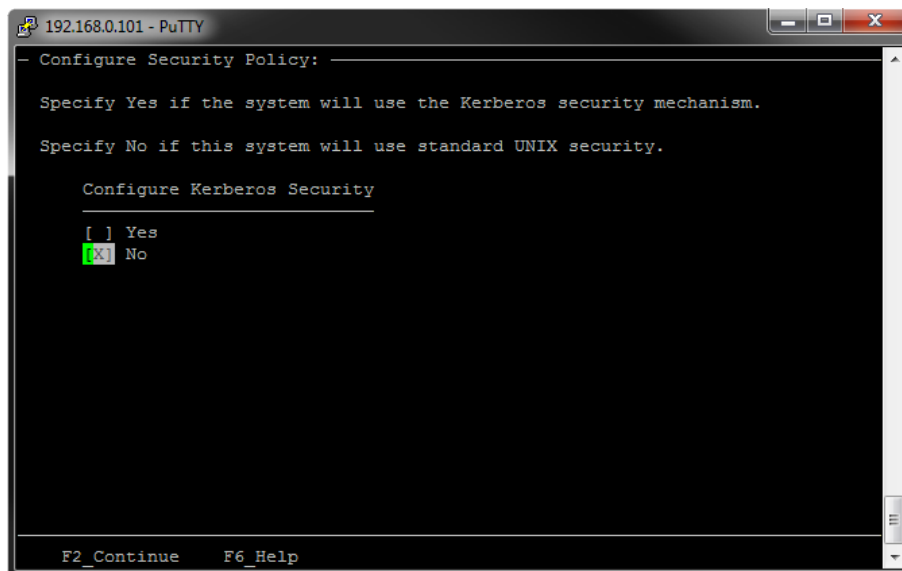 192.168.0.101 - PuTTY
Configure Security Policy:
Specify Yes if the system will use the Kerberos security mechanism.
Specify No if this system will use standard UNIX security.
Configure Kerberos Security
[ ] Yes
[X] No
F2_Continue F6_Help